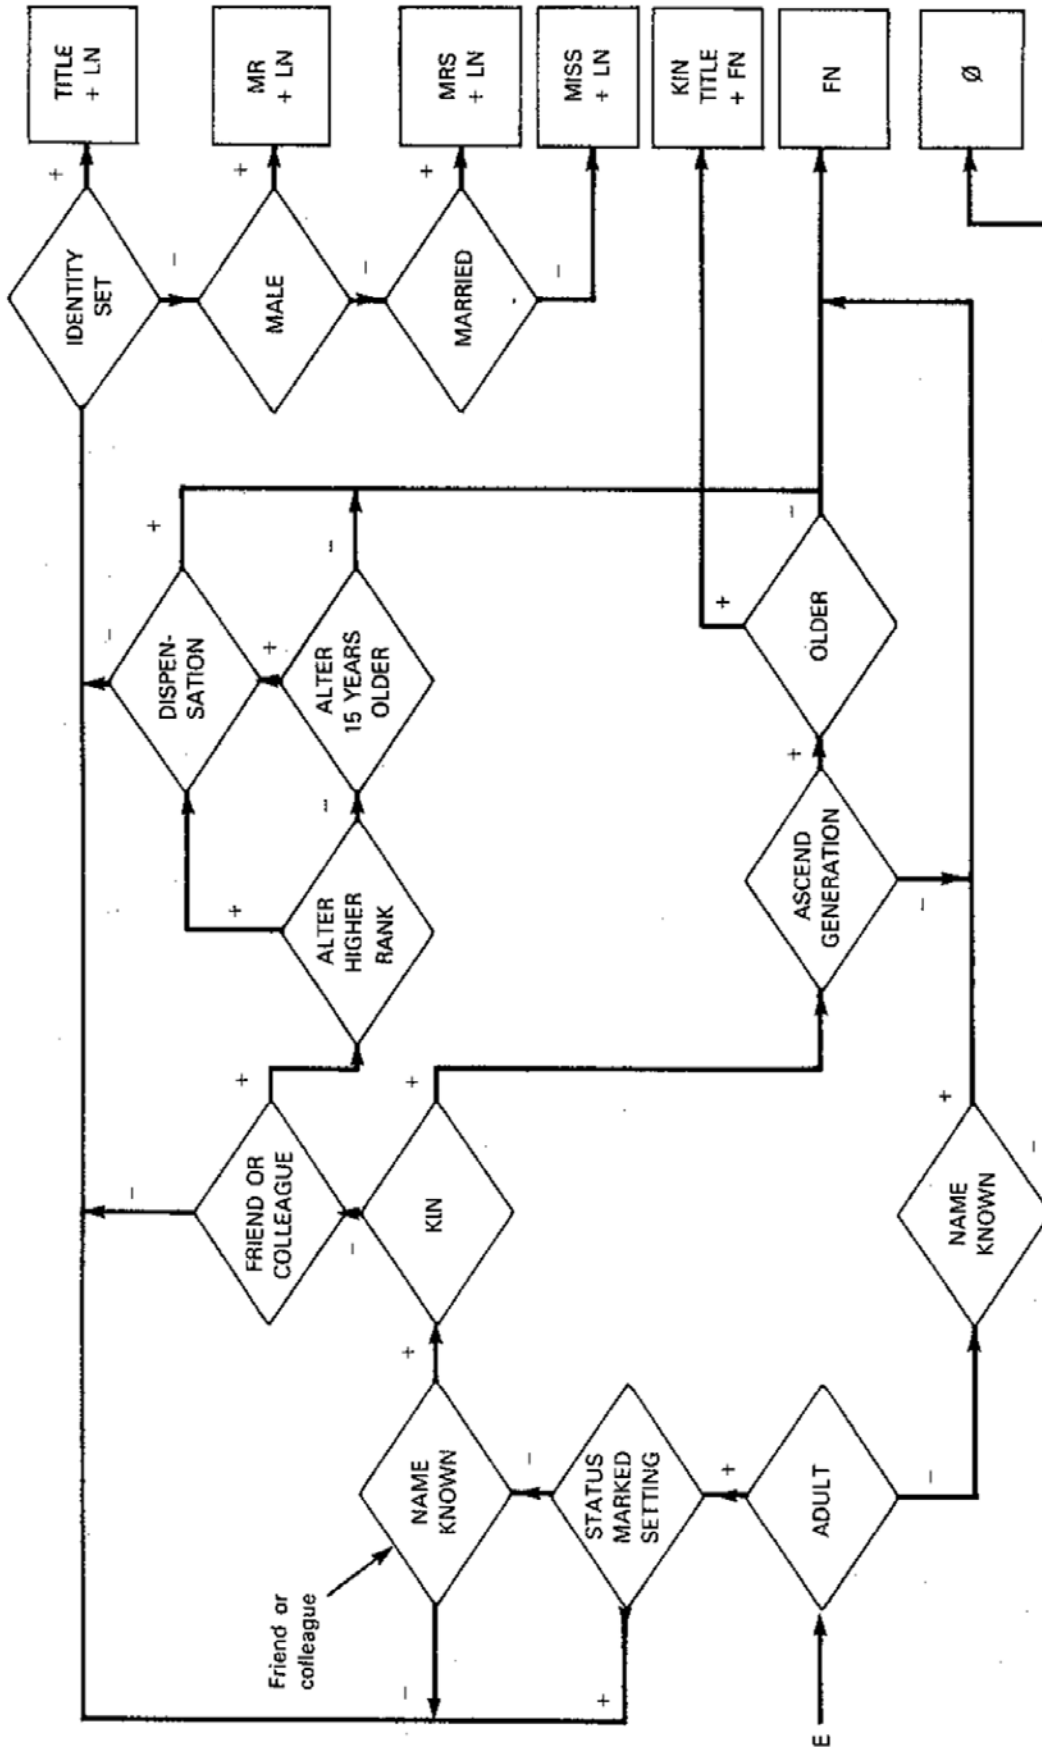 E
ADULT
STATUS
MARKED
SETTING
NAME
KNOWN
Friend or
colleague
KIN
FRIEND OR
COLLEAGUE
NAME
KNOWN
ALTER
HIGHER
RANK
ALTER
15 YEARS
OLDER
DISPEN-
SATION
ASCEND
GENERATION
OLDER
IDENTITY
SET
MALE
MARRIED
TITLE
+ LN
MR
+ LN
MRS
+ LN
MISS
+ LN
KIN
TITLE
+ FN
FN
Ø
+
–
+
–
–
+
+
–
+
–
+
–
+
–
+
–
+
–
+
–
+
–
+
–
+
–
+
–